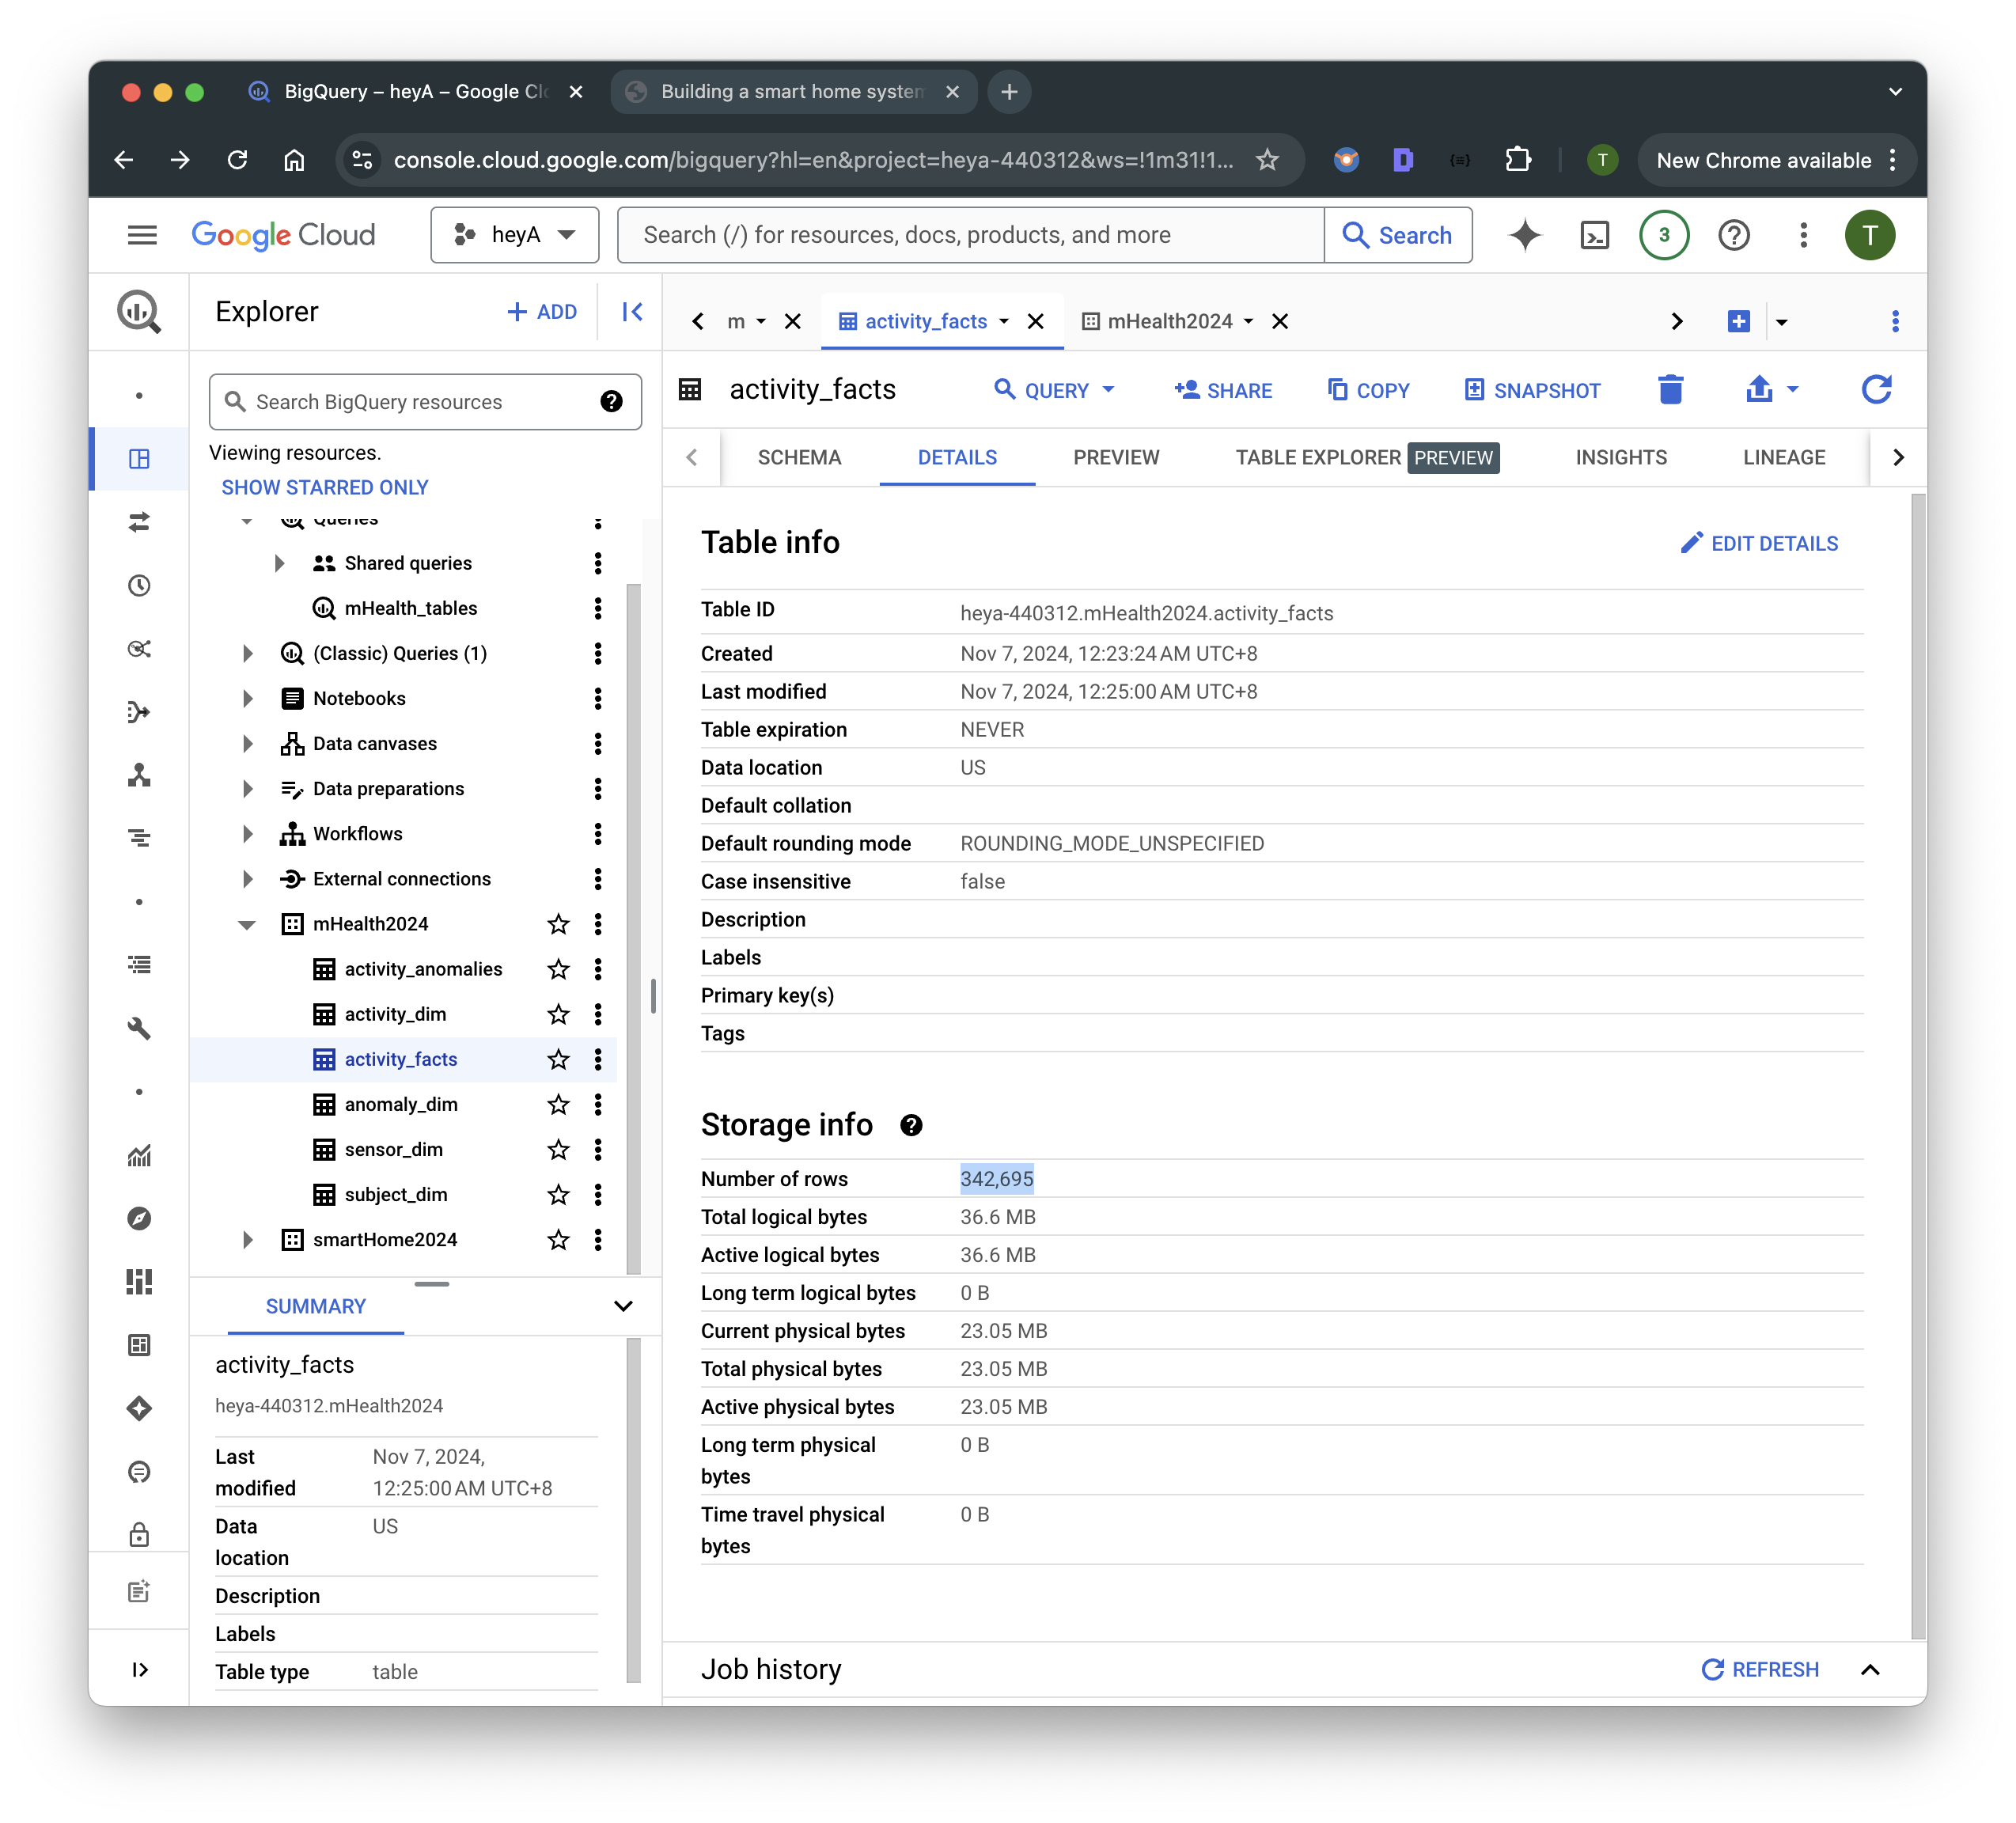 BigQuery – heyA – Google Clo
Building a smart home system
console.cloud.google.com/bigquery?hl=en&project=heya-440312&ws=!1m31!1...
T
New Chrome available
Google Cloud
heyA
Search (/) for resources, docs, products, and more
Search
3
T
Explorer
ADD
m
activity_facts
mHealth2024
Search BigQuery resources
Viewing resources.
SHOW STARRED ONLY
Queries
Shared queries
mHealth_tables
(Classic) Queries (1)
Notebooks
Data canvases
Data preparations
Workflows
External connections
mHealth2024
activity_anomalies
activity_dim
activity_facts
anomaly_dim
sensor_dim
subject_dim
smartHome2024
SUMMARY
activity_facts
heya-440312.mHealth2024
Last modified Nov 7, 2024, 12:25:00 AM UTC+8
Data location US
Description
Labels
Table type table
activity_facts
QUERY
SHARE
COPY
SNAPSHOT
SCHEMA
DETAILS
PREVIEW
TABLE EXPLORER PREVIEW
INSIGHTS
LINEAGE
Table info
EDIT DETAILS
Table ID heya-440312.mHealth2024.activity_facts
Created Nov 7, 2024, 12:23:24 AM UTC+8
Last modified Nov 7, 2024, 12:25:00 AM UTC+8
Table expiration NEVER
Data location US
Default collation
Default rounding mode ROUNDING_MODE_UNSPECIFIED
Case insensitive false
Description
Labels
Primary key(s)
Tags
Storage info
Number of rows 342,695
Total logical bytes 36.6 MB
Active logical bytes 36.6 MB
Long term logical bytes 0 B
Current physical bytes 23.05 MB
Total physical bytes 23.05 MB
Active physical bytes 23.05 MB
Long term physical bytes 0 B
Time travel physical bytes 0 B
Job history
REFRESH